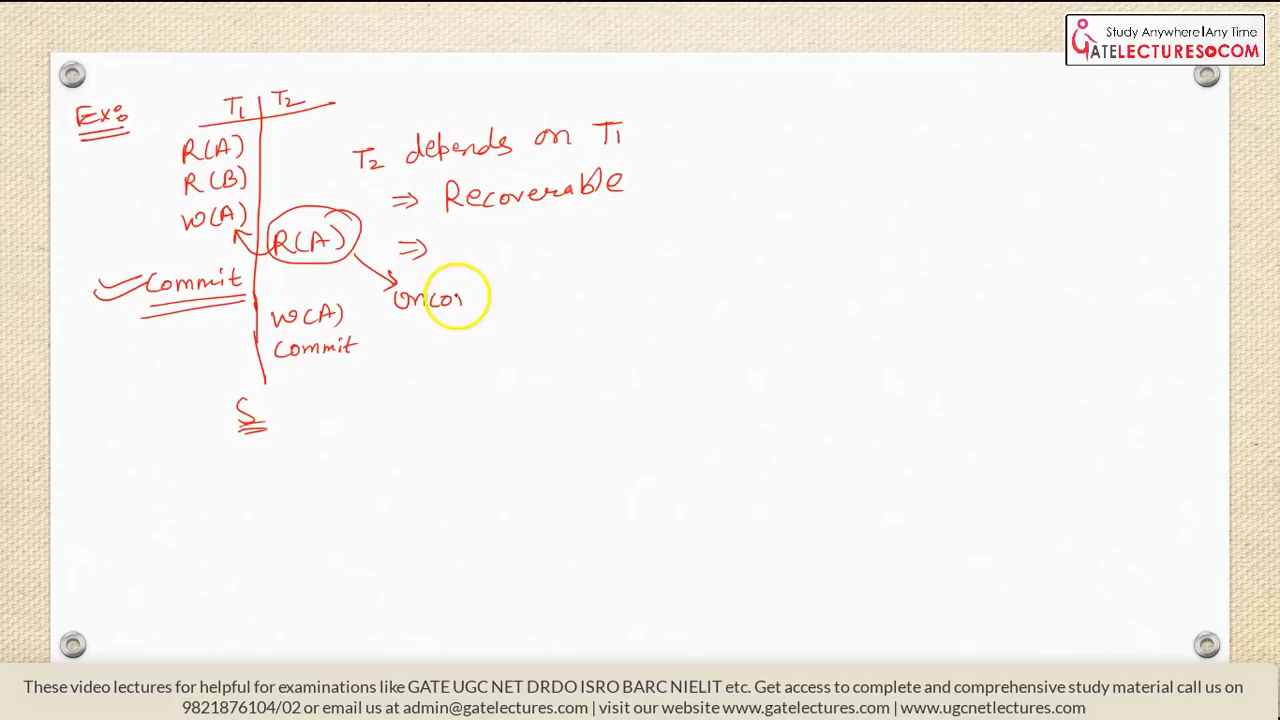 Study Anywhere | Any Time
GATELECTURES.COM
Ex:
T1 T2
R(A)
R(B)
W(A)
R(A)
Commit
W(A)
Commit
S
T2 depends on T1
⇒ Recoverable
⇒
Uncom
These video lectures for helpful for examinations like GATE UGC NET DRDO ISRO BARC NIELIT etc. Get access to complete and comprehensive study material call us on
9821876104/02 or email us at admin@gatelectures.com | visit our website www.gatelectures.com | www.ugcnetlectures.com